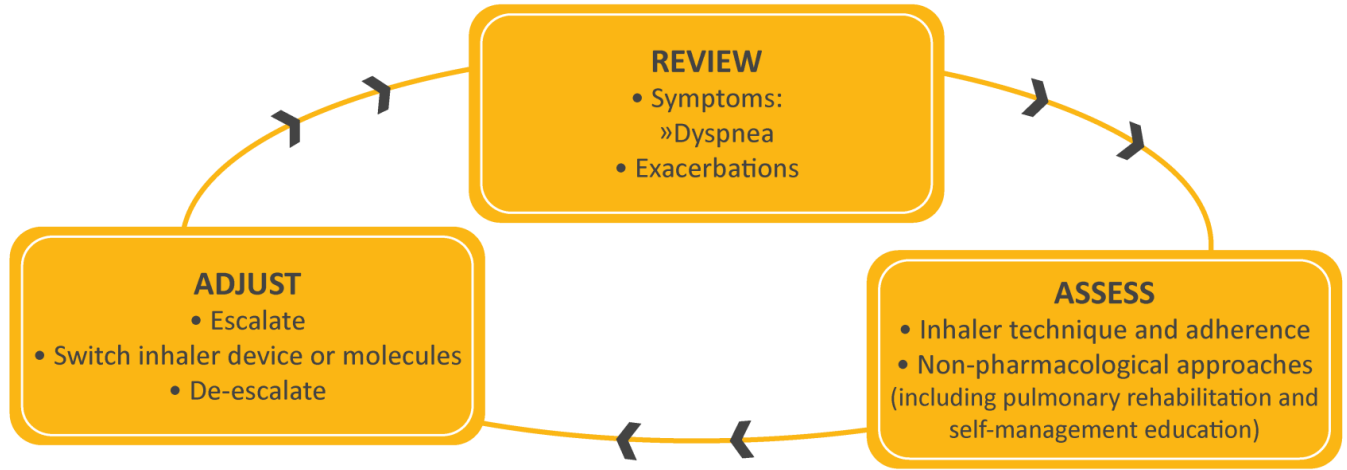 REVIEW
• Symptoms:
»Dyspnea
• Exacerbations
ADJUST
• Escalate
• Switch inhaler device or molecules
• De-escalate
ASSESS
• Inhaler technique and adherence
• Non-pharmacological approaches
(including pulmonary rehabilitation and
self-management education)